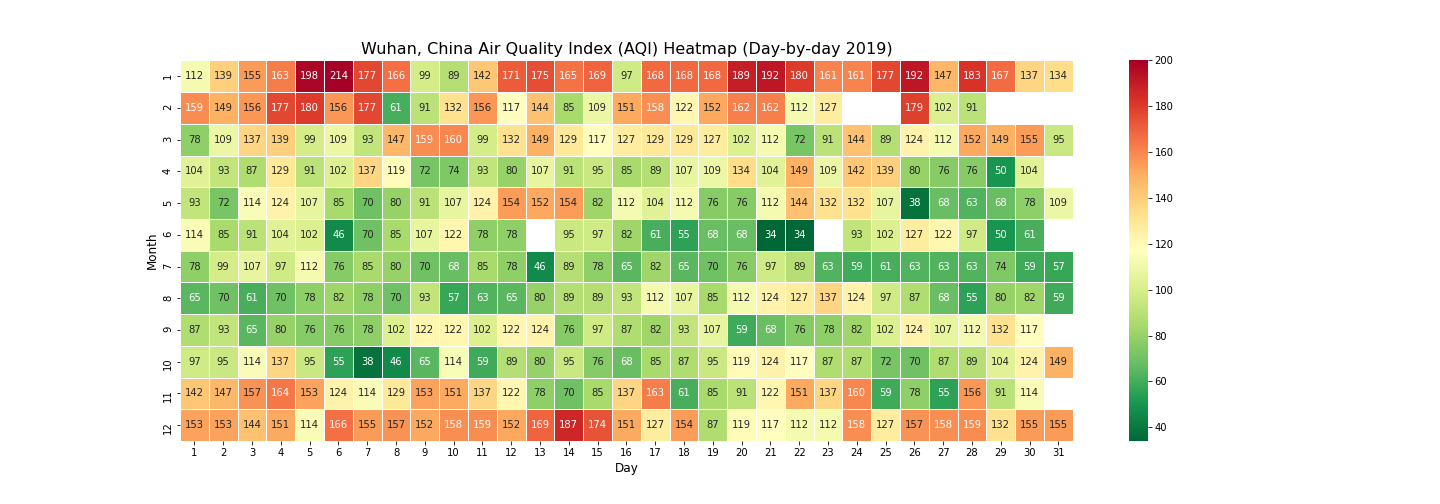 Wuhan, China Air Quality Index (AQI) Heatmap (Day-by-day 2019)
1 112 139 155 163 198 214 177 166 99 89 142 171 175 165 169 97 168 168 168 189 192 180 161 161 177 192 147 183 167 137 134
2 159 149 156 177 180 156 177 61 91 132 156 117 144 85 109 151 158 122 152 162 162 112 127 179 102 91
3 78 109 137 139 99 109 93 147 159 160 99 132 149 129 117 127 129 129 127 102 112 72 91 144 89 124 112 152 149 155 95
4 104 93 87 129 91 102 137 119 72 74 93 80 107 91 95 85 89 107 109 134 104 149 109 142 139 80 76 76 50 104
5 93 72 114 124 107 85 70 80 91 107 124 154 152 154 82 112 104 112 76 76 112 144 132 132 107 38 68 63 68 78 109
6 114 85 91 104 102 46 70 85 107 122 78 78 95 97 82 61 55 68 68 34 34 93 102 127 122 97 50 61
7 78 99 107 97 112 76 85 80 70 68 85 78 46 89 78 65 82 65 70 76 97 89 63 59 61 63 63 63 74 59 57
8 65 70 61 70 78 82 78 70 93 57 63 65 80 89 89 93 112 107 85 112 124 127 137 124 97 87 68 55 80 82 59
9 87 93 65 80 76 76 78 102 122 122 102 122 124 76 97 87 82 93 107 59 68 76 78 82 102 124 107 112 132 117
10 97 95 114 137 95 55 38 46 65 114 59 89 80 95 76 68 85 87 95 119 124 117 87 87 72 70 87 89 104 124 149
11 142 147 157 164 153 124 114 129 153 151 137 122 78 70 85 137 163 61 85 91 122 151 137 160 59 78 55 156 91 114
12 153 153 144 151 114 166 155 157 152 158 159 152 169 187 174 151 127 154 87 119 117 112 112 158 127 157 158 159 132 155 155
1 2 3 4 5 6 7 8 9 10 11 12 13 14 15 16 17 18 19 20 21 22 23 24 25 26 27 28 29 30 31
Day
Month
200
180
160
140
120
100
80
60
40